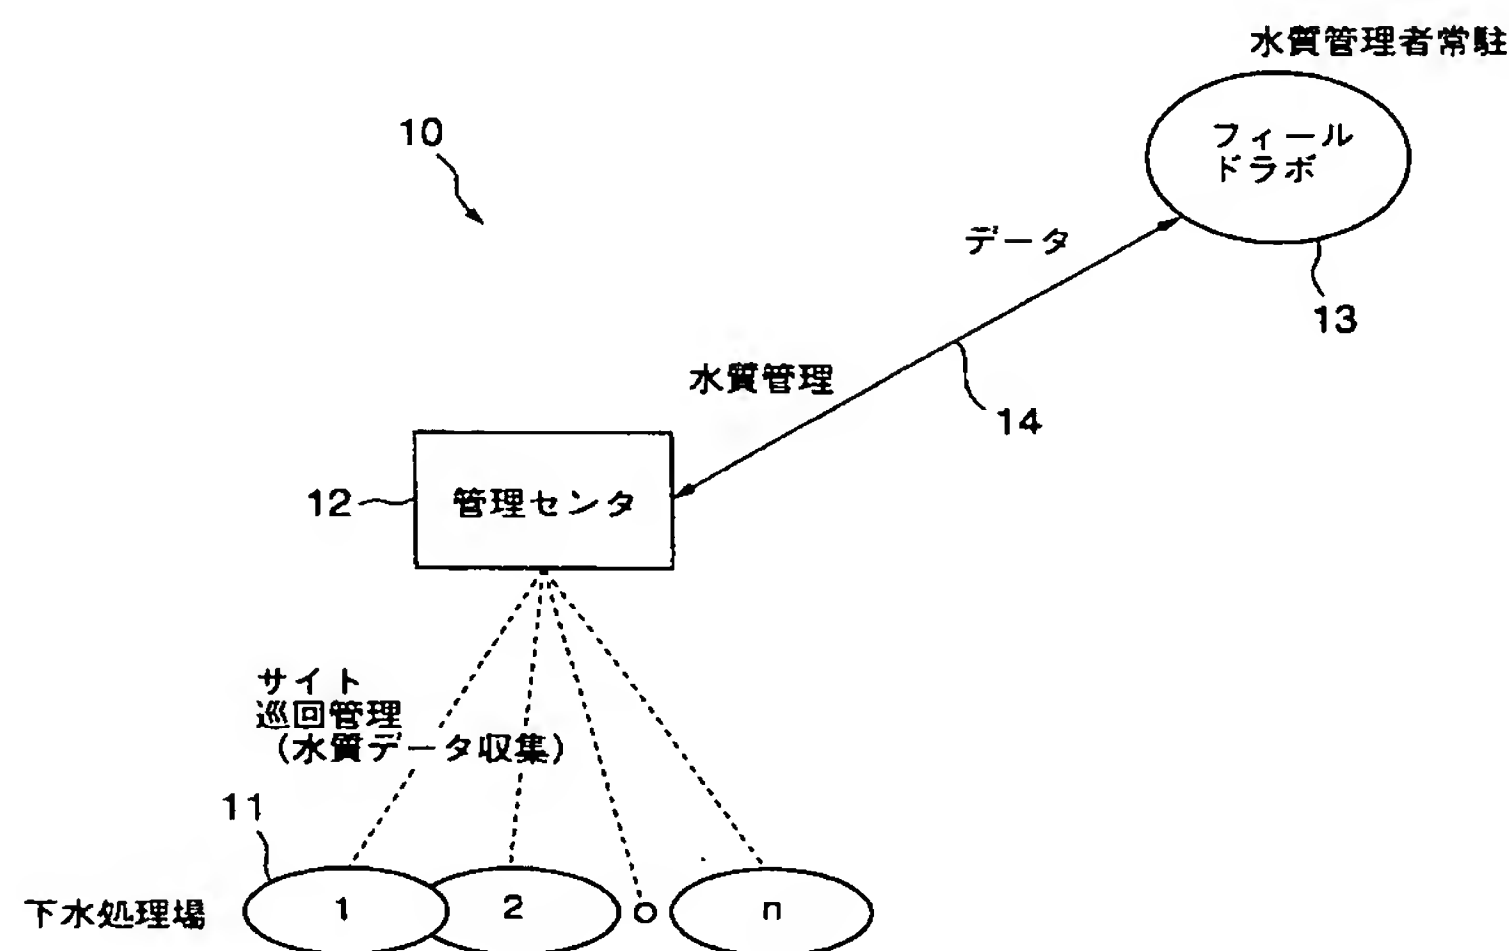 水質管理者常駐
10
フィール
ドラボ
データ
13
水質管理
14
12
管理センタ
サイト
巡回管理
(水質データ収集)
11
下水処理場
1
2
n